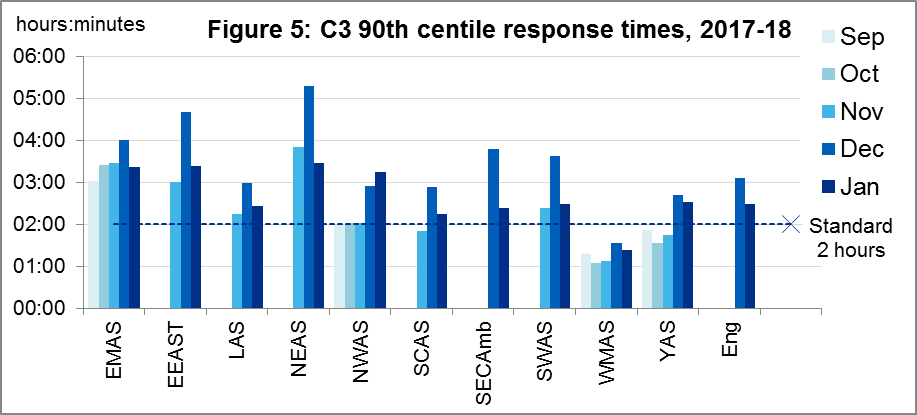 hours:minutes
Figure 5: C3 90th centile response times, 2017-18
06:00
05:00
04:00
03:00
02:00
01:00
00:00
Sep
Oct
Nov
Dec
Jan
Standard
2 hours
EMAS
EEAST
LAS
NEAS
NWAS
SCAS
SECAmb
SWAS
WMAS
YAS
Eng